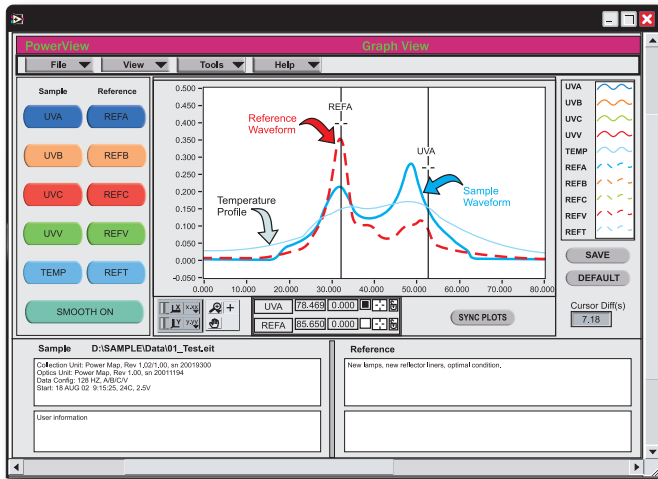 PowerView
Graph View
File
View
Tools
Help
Sample
Reference
UVA
REFA
UVB
REFB
UVC
REFC
UVV
REFV
TEMP
REFT
SMOOTH ON
0.500
0.450
0.400
0.350
0.300
0.250
0.200
0.150
0.100
0.050
0.000
-0.050
0.000
10.000
20.000
30.000
40.000
50.000
60.000
70.000
80.000
REFA
Reference
Waveform
UVA
Sample
Waveform
Temperature
Profile
UVA
UVB
UVC
UVV
TEMP
REFA
REFB
REFC
REFV
REFT
SAVE
DEFAULT
Cursor Diff(s)
7.18
X
X.XX
Y
Y.YY
UVA 78.469 0.000
REFA 85.650 0.000
SYNC PLOTS
Sample D:\SAMPLE\Data\01_Test.eit
Collection Unit: Power Map, Rev 1,02/1,00, sn 20019300
Optics Unit: Power Map, Rev 1.00, sn 20011194
Data Config: 128 HZ, A/B/C/V
Start: 18 AUG 02 9:15:25, 24C, 2.5V
User information
Reference
New lamps, new reflector liners, optimal condition,